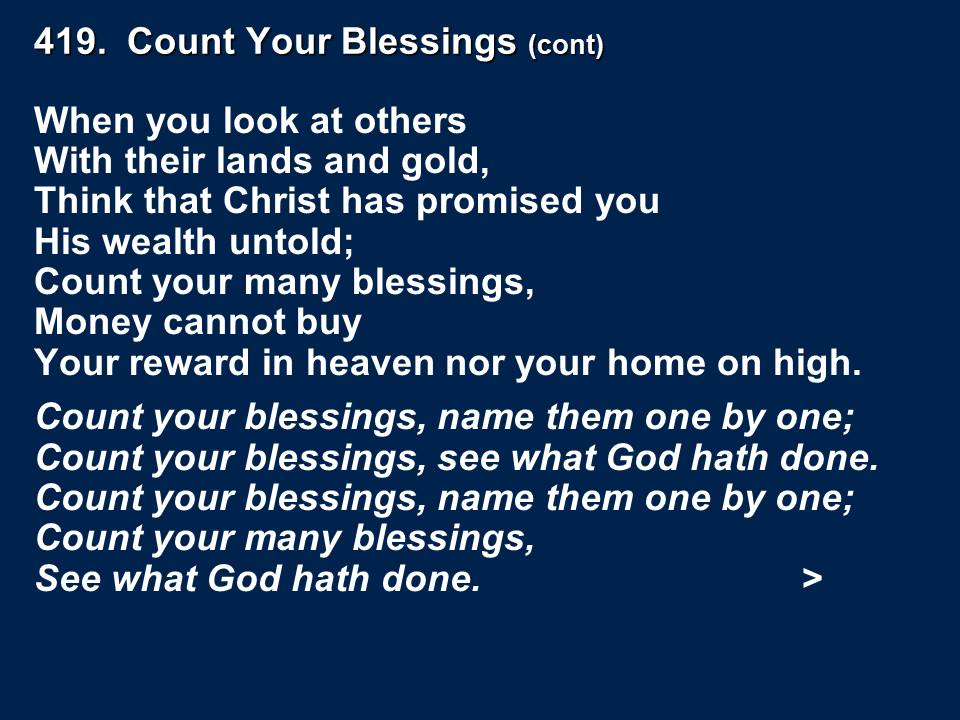 419. Count Your Blessings (cont)
When you look at others
With their lands and gold,
Think that Christ has promised you
His wealth untold;
Count your many blessings,
Money cannot buy
Your reward in heaven nor your home on high.
Count your blessings, name them one by one;
Count your blessings, see what God hath done.
Count your blessings, name them one by one;
Count your many blessings,
See what God hath done. >